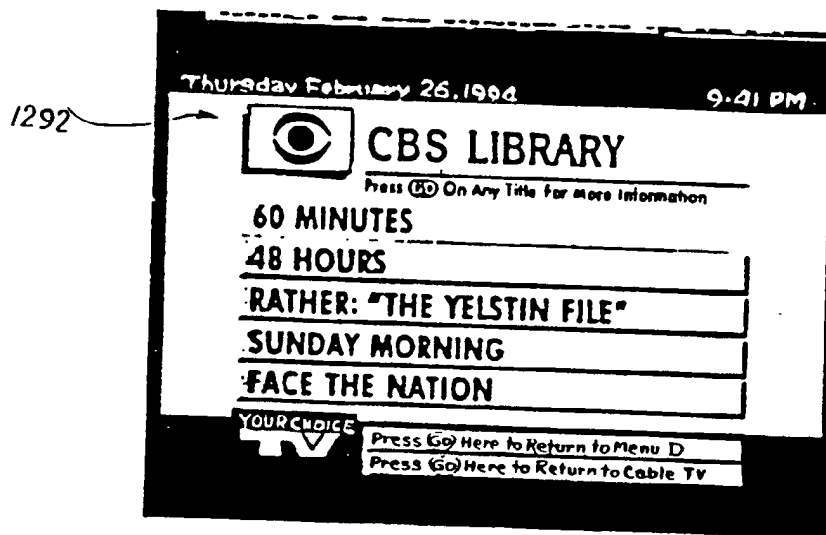 Thursday February 26, 1994 9:41 PM
1292
CBS LIBRARY
Press Go On Any Title for More Information
60 MINUTES
48 HOURS
RATHER: "THE YELSTIN FILE"
SUNDAY MORNING
FACE THE NATION
YOUR CHOICE
TV
Press Go Here to Return to Menu D
Press Go Here to Return to Cable TV